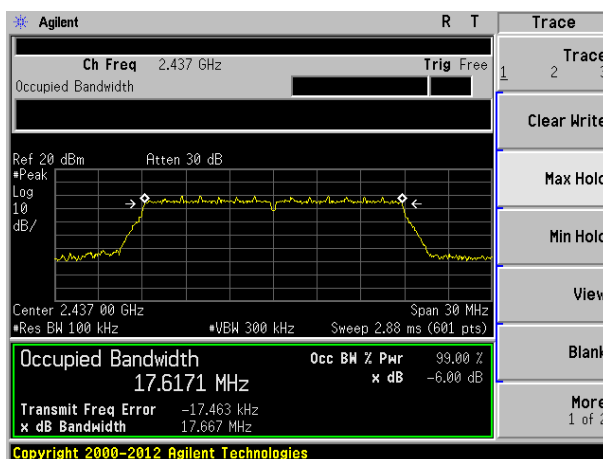 Agilent R T Trace
Ch Freq 2.437 GHz Trig Free
Occupied Bandwidth
Trace
1 2 3
Clear Write
Max Hold
Min Hold
View
Blank
More
1 of 2
Ref 20 dBm Atten 30 dB
#Peak
Log
10
dB/
Center 2.437 00 GHz Span 30 MHz
#Res BW 100 kHz #VBW 300 kHz Sweep 2.88 ms (601 pts)
Occupied Bandwidth Occ BW % Pwr 99.00 %
17.6171 MHz x dB -6.00 dB
Transmit Freq Error -17.463 kHz
x dB Bandwidth 17.667 MHz
Copyright 2000-2012 Agilent Technologies